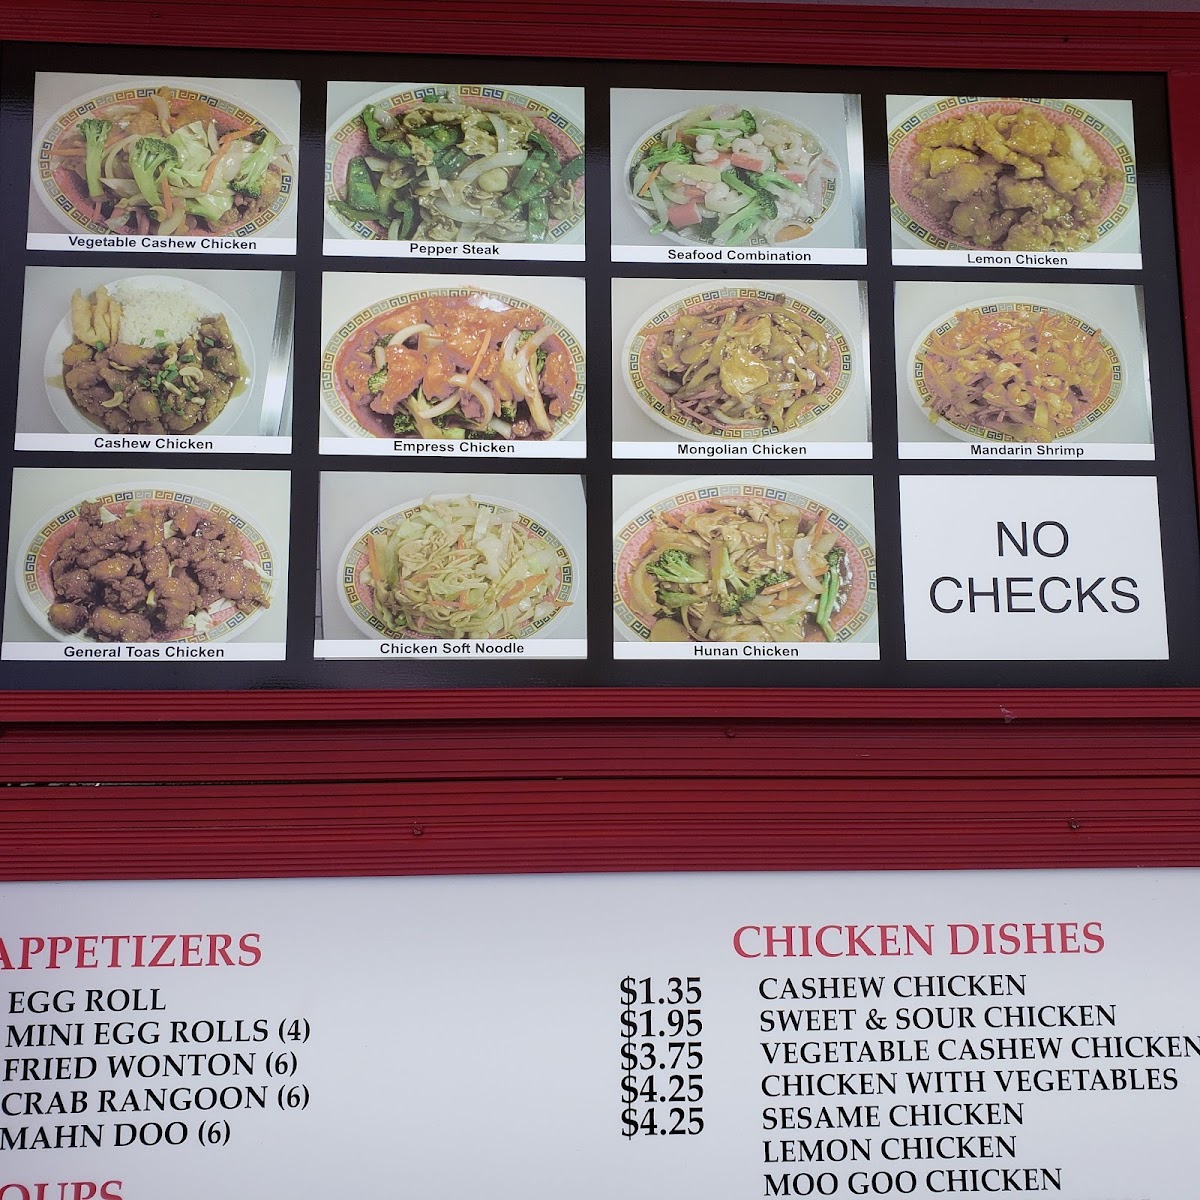 Vegetable Cashew Chicken
Pepper Steak
Seafood Combination
Lemon Chicken
Cashew Chicken
Empress Chicken
Mongolian Chicken
Mandarin Shrimp
General Toas Chicken
Chicken Soft Noodle
Hunan Chicken
NO
CHECKS
APPETIZERS
EGG ROLL $1.35
MINI EGG ROLLS (4) $1.95
FRIED WONTON (6) $3.75
CRAB RANGOON (6) $4.25
MAHN DOO (6) $4.25
OUPS
CHICKEN DISHES
CASHEW CHICKEN
SWEET & SOUR CHICKEN
VEGETABLE CASHEW CHICKEN
CHICKEN WITH VEGETABLES
SESAME CHICKEN
LEMON CHICKEN
MOO GOO CHICKEN